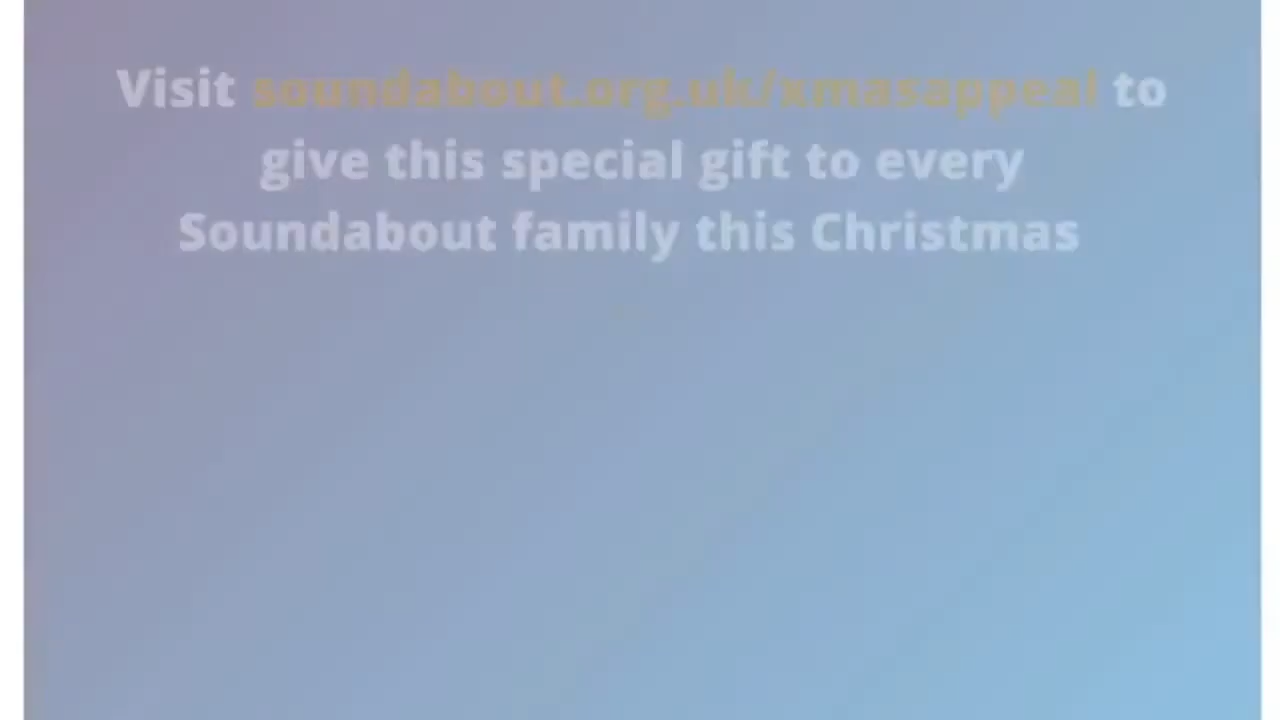 Visit soundabout.org.uk/xmasappeal to
give this special gift to every
Soundabout family this Christmas